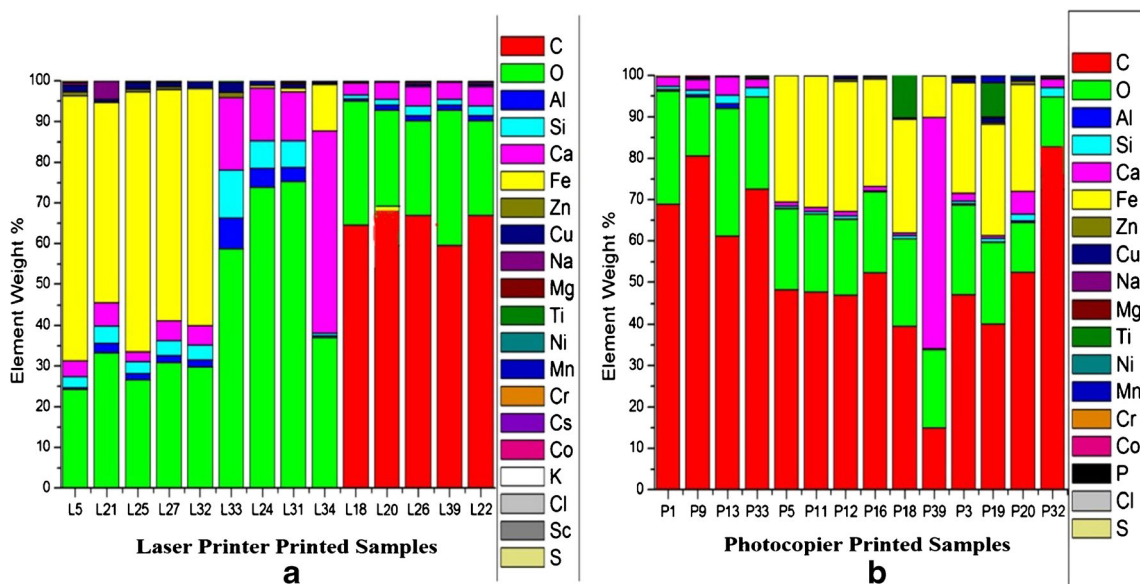 Element Weight %
100
90
80
70
60
50
40
30
20
10
0
L5 L21 L25 L27 L32 L33 L24 L31 L34 L18 L20 L26 L39 L22
Laser Printer Printed Samples
a
C
O
Al
Si
Ca
Fe
Zn
Cu
Na
Mg
Ti
Ni
Mn
Cr
Cs
Co
K
Cl
Sc
S
Element Weight %
100
90
80
70
60
50
40
30
20
10
0
P1 P9 P13 P33 P5 P11 P12 P16 P18 P39 P3 P19 P20 P32
Photocopier Printed Samples
b
C
O
Al
Si
Ca
Fe
Zn
Cu
Na
Mg
Ti
Ni
Mn
Cr
Co
P
Cl
S